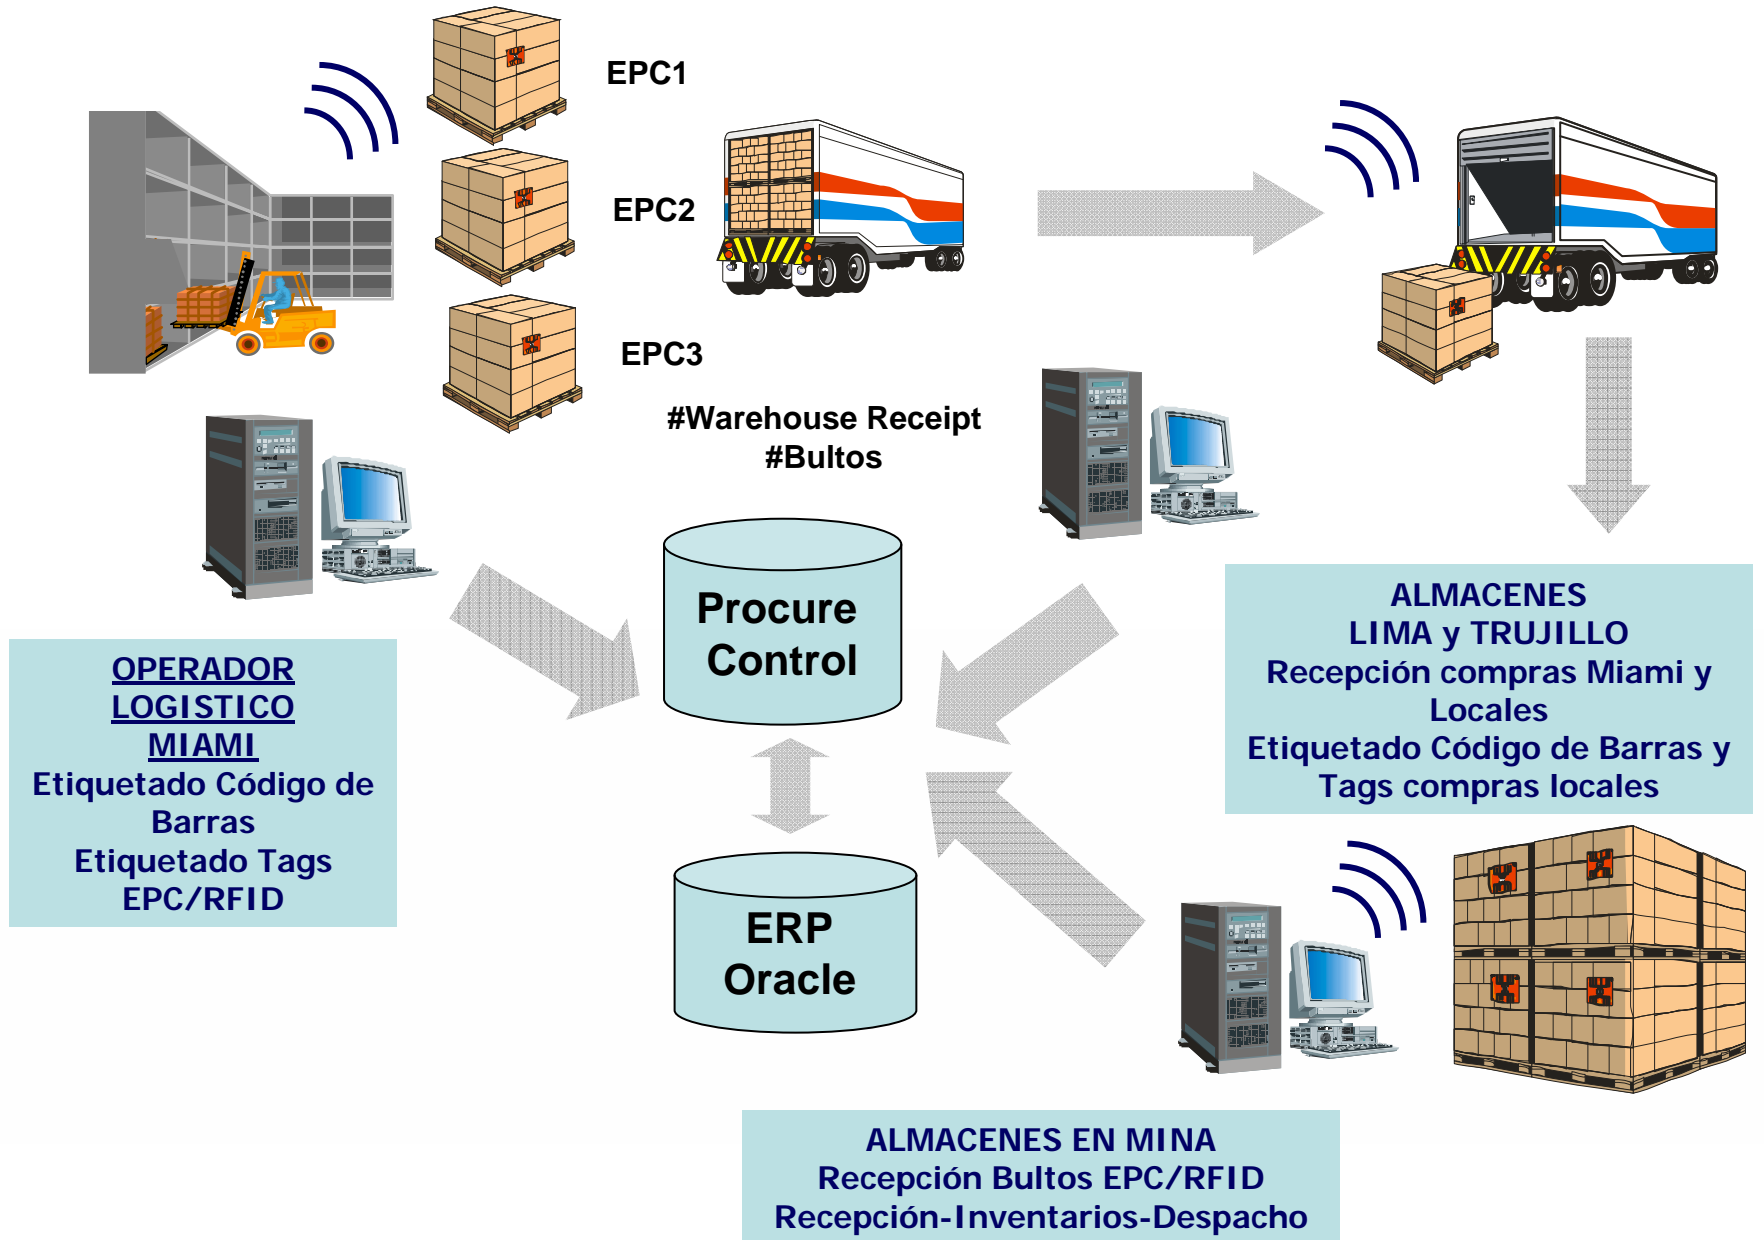 EPC1
EPC2
EPC3
#Warehouse Receipt
#Bultos
Procure
Control
ERP
Oracle
OPERADOR
LOGISTICO
MIAMI
Etiquetado Código de
Barras
Etiquetado Tags
EPC/RFID
ALMACENES
LIMA y TRUJILLO
Recepción compras Miami y
Locales
Etiquetado Código de Barras y
Tags compras locales
ALMACENES EN MINA
Recepción Bultos EPC/RFID
Recepción-Inventarios-Despacho